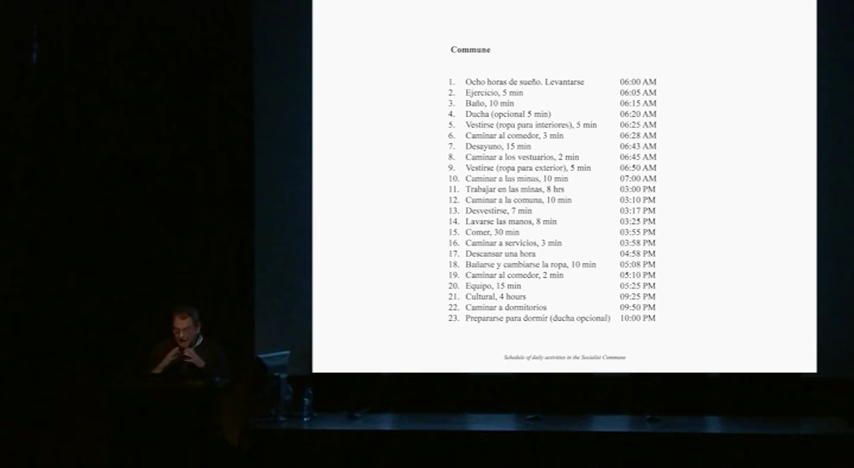 Commune
1. Ocho horas de sueño. Levantarse 06:00 AM
2. Ejercicio, 5 min 06:05 AM
3. Baño, 10 min 06:15 AM
4. Ducha (opcional 5 min) 06:20 AM
5. Vestirse (ropa para interiores), 5 min 06:25 AM
6. Caminar al comedor, 3 min 06:28 AM
7. Desayuno, 15 min 06:43 AM
8. Caminar a los vestuarios, 2 min 06:45 AM
9. Vestirse (ropa para exterior), 5 min 06:50 AM
10. Caminar a las minas, 10 min 07:00 AM
11. Trabajar en las minas, 8 hrs 03:00 PM
12. Caminar a la comuna, 10 min 03:10 PM
13. Desvestirse, 7 min 03:17 PM
14. Lavarse las manos, 8 min 03:25 PM
15. Comer, 30 min 03:55 PM
16. Caminar a servicios, 3 min 03:58 PM
17. Descansar una hora 04:58 PM
18. Bañarse y cambiarse la ropa, 10 min 05:08 PM
19. Caminar al comedor, 2 min 05:10 PM
20. Equipo, 15 min 05:25 PM
21. Cultural, 4 hours 09:25 PM
22. Caminar a dormitorios 09:50 PM
23. Prepararse para dormir (ducha opcional) 10:00 PM
Schedule of daily activities in the Socialist Commune